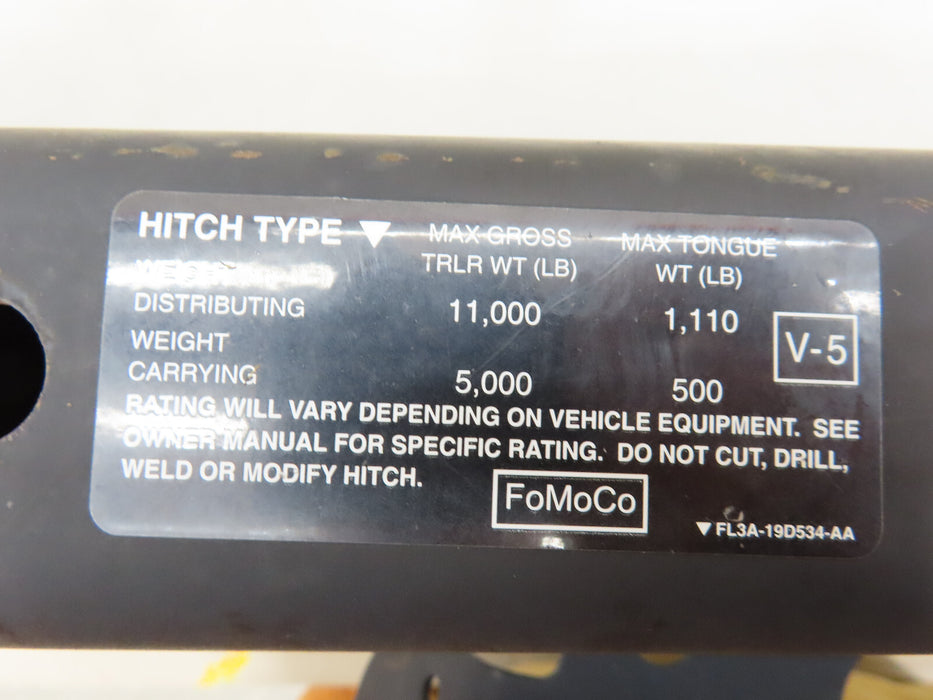 HITCH TYPE ▼ MAX GROSS MAX TONGUE
TRLR WT (LB) WT (LB)
WEIGHT
DISTRIBUTING 11,000 1,110
WEIGHT
CARRYING 5,000 500
V-5
RATING WILL VARY DEPENDING ON VEHICLE EQUIPMENT. SEE
OWNER MANUAL FOR SPECIFIC RATING. DO NOT CUT, DRILL,
WELD OR MODIFY HITCH.
FoMoCo
▼ FL3A-19D534-AA